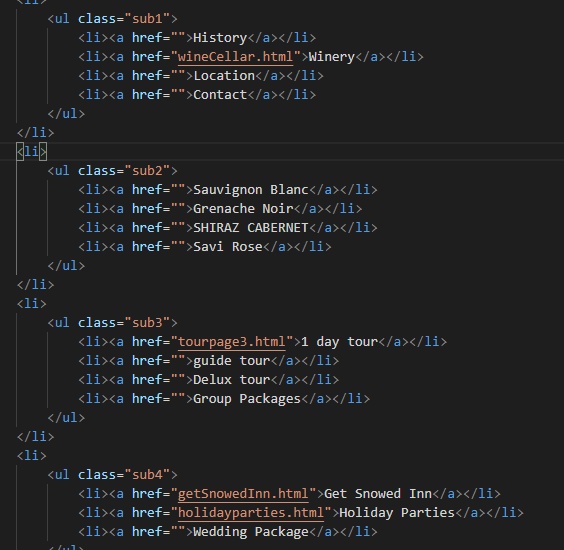 <li>
<ul class="sub1">
<li><a href="">History</a></li>
<li><a href="wineCellar.html">Winery</a></li>
<li><a href="">Location</a></li>
<li><a href="">Contact</a></li>
</ul>
</li>
<li>
<ul class="sub2">
<li><a href="">Sauvignon Blanc</a></li>
<li><a href="">Grenache Noir</a></li>
<li><a href="">SHIRAZ CABERNET</a></li>
<li><a href="">Savi Rose</a></li>
</ul>
</li>
<li>
<ul class="sub3">
<li><a href="tourpage3.html">1 day tour</a></li>
<li><a href="">guide tour</a></li>
<li><a href="">Delux tour</a></li>
<li><a href="">Group Packages</a></li>
</ul>
</li>
<li>
<ul class="sub4">
<li><a href="getSnowedInn.html">Get Snowed Inn</a></li>
<li><a href="holidayparties.html">Holiday Parties</a></li>
<li><a href="">Wedding Package</a></li>
</ul>